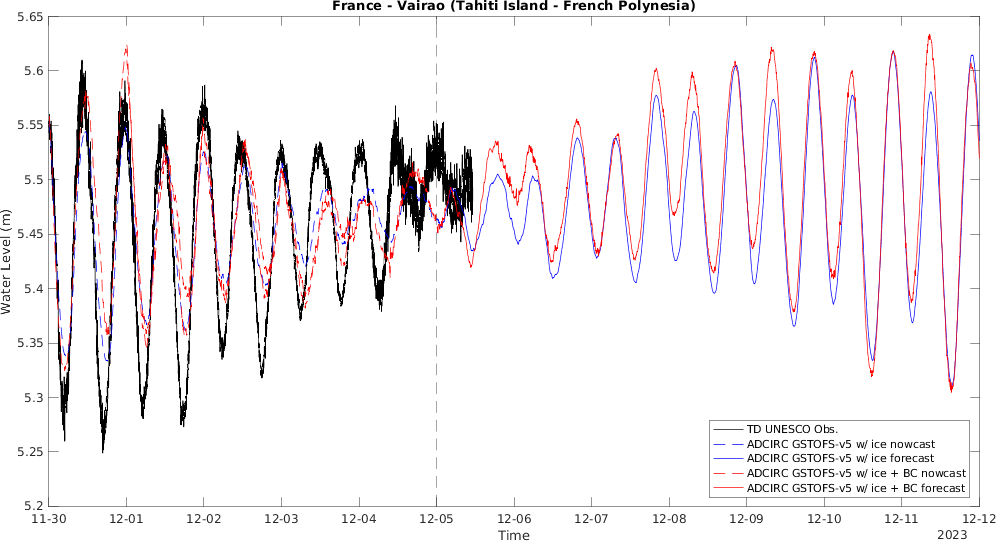 France - Vairao (Tahiti Island - French Polynesia)
5.65
5.6
5.55
5.5
5.45
5.4
5.35
5.3
5.25
5.2
Water Level (m)
TD UNESCO Obs.
ADCIRC GSTOFS-v5 w/ ice nowcast
ADCIRC GSTOFS-v5 w/ ice forecast
ADCIRC GSTOFS-v5 w/ ice + BC nowcast
ADCIRC GSTOFS-v5 w/ ice + BC forecast
11-30 12-01 12-02 12-03 12-04 12-05 12-06 12-07 12-08 12-09 12-10 12-11 12-12
Time
2023